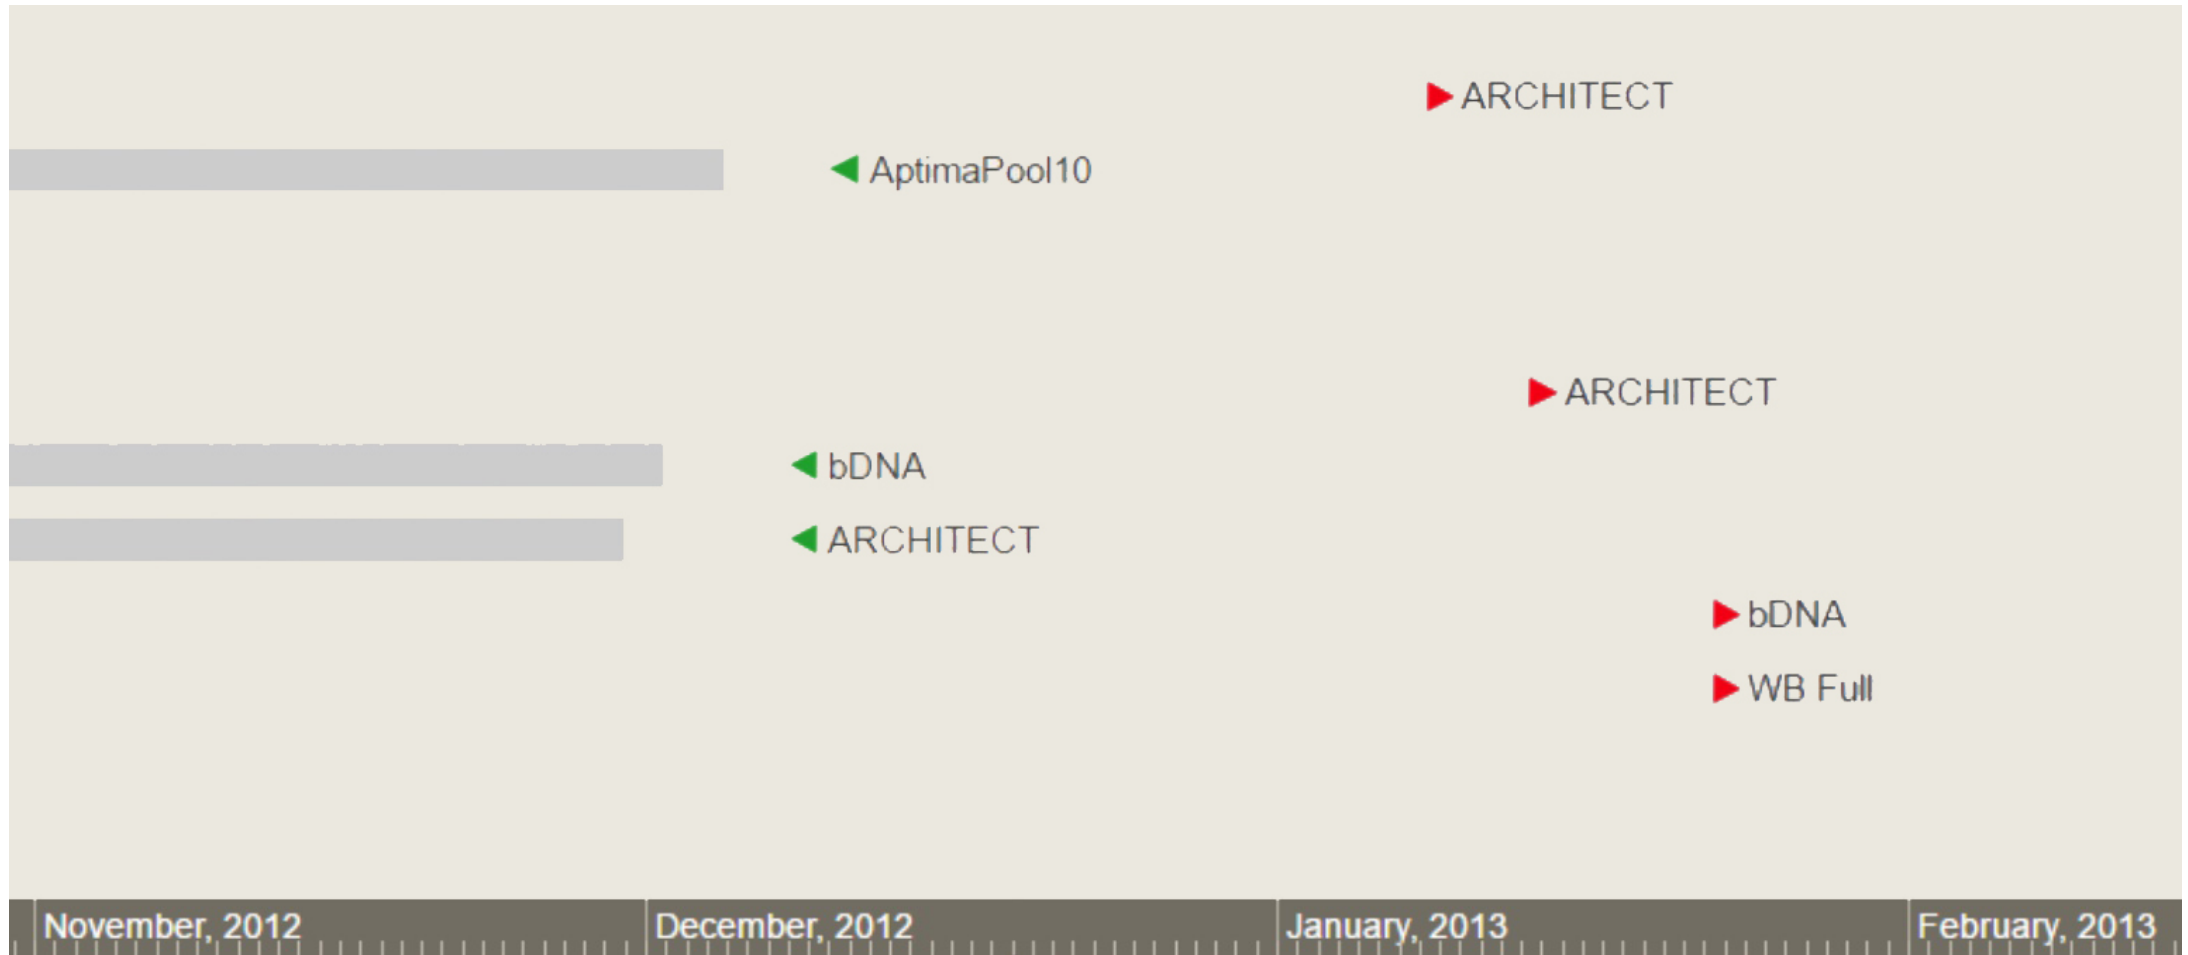 ARCHITECT
AptimaPool10
ARCHITECT
bDNA
ARCHITECT
bDNA
WB Full
November, 2012 December, 2012 January, 2013 February, 2013